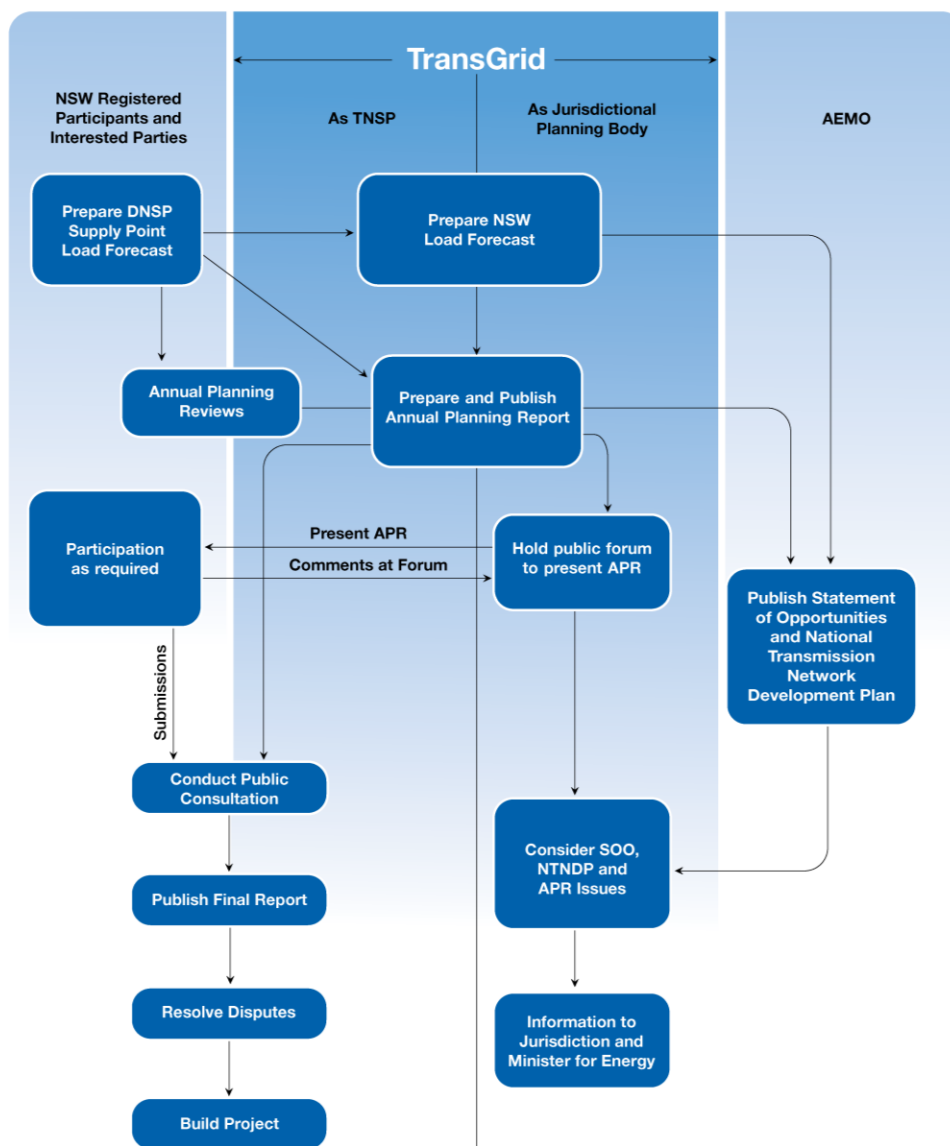 TransGrid
NSW Registered
Participants and
Interested Parties
As TNSP
As Jurisdictional
Planning Body
AEMO
Prepare DNSP
Supply Point
Load Forecast
Prepare NSW
Load Forecast
Annual Planning
Reviews
Prepare and Publish
Annual Planning Report
Participation
as required
Present APR
Comments at Forum
Hold public forum
to present APR
Publish Statement
of Opportunities
and National
Transmission
Network
Development Plan
Submissions
Conduct Public
Consultation
Consider SOO,
NTNDP and
APR Issues
Publish Final Report
Resolve Disputes
Information to
Jurisdiction and
Minister for Energy
Build Project